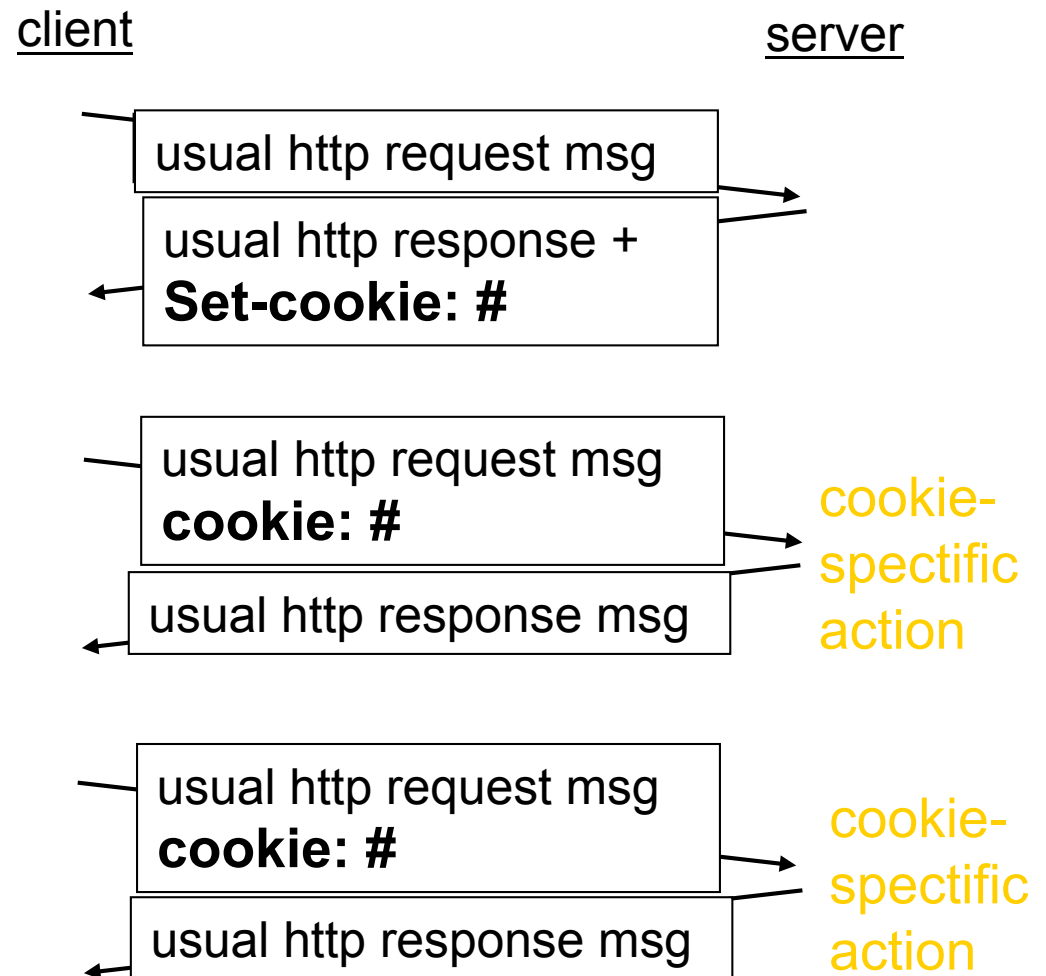 client
server
usual http request msg
usual http response +
Set-cookie: #
usual http request msg
cookie: #
usual http response msg
cookie-
spectific
action
usual http request msg
cookie: #
usual http response msg
cookie-
spectific
action